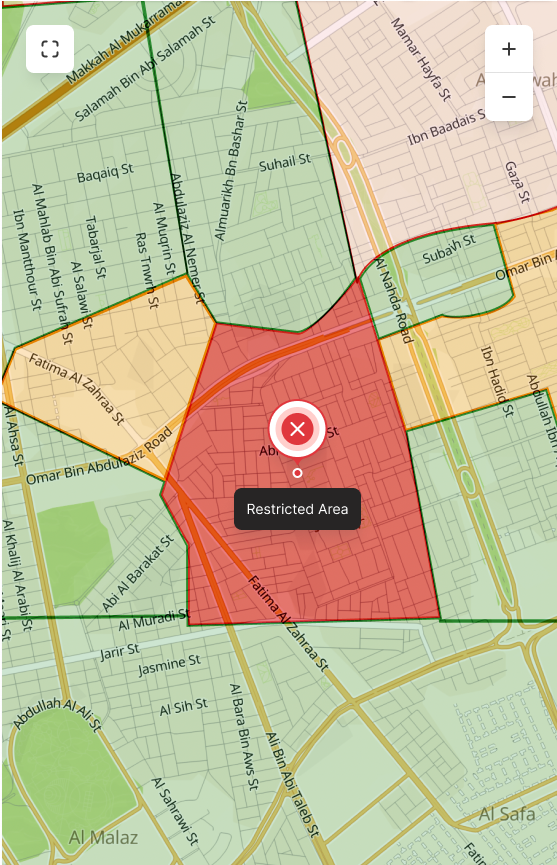 Makkah Al Mukarrama
Salamah Bin Abi Salamah St
Mamar Hayfa St
+
−
Ibn Baadais S
Baqaiq St
Almuarikh Bn Bashar St
Suhail St
Gaza St
Abdulaziz Al Nemer St
Al Mahlab Bin Abi Sufrah St
Ibn Mantthour St
Tabarjal St
Al Muqrin St
Ras Tnwrh St
Al Salawi St
Subayh St
Al Nahda Road
Omar Bin A
Fatima Al Zahraa St
Ibn Hadid St
Abdullah Ibn
Al Ahsa St
Omar Bin Abdulaziz Road
Abi
St
Restricted Area
Al Khalij Al Arabi St
Abi Al Barakat St
Fatima Al Zahraa St
Al Muradi St
Jarir St
Jasmine St
Al Sih St
Abdullah Al Ali St
Al Bara Bin Aws St
Ali Bin Abi Taleb St
Al Sahrawi St
Al Safa
Al Malaz
Fatin